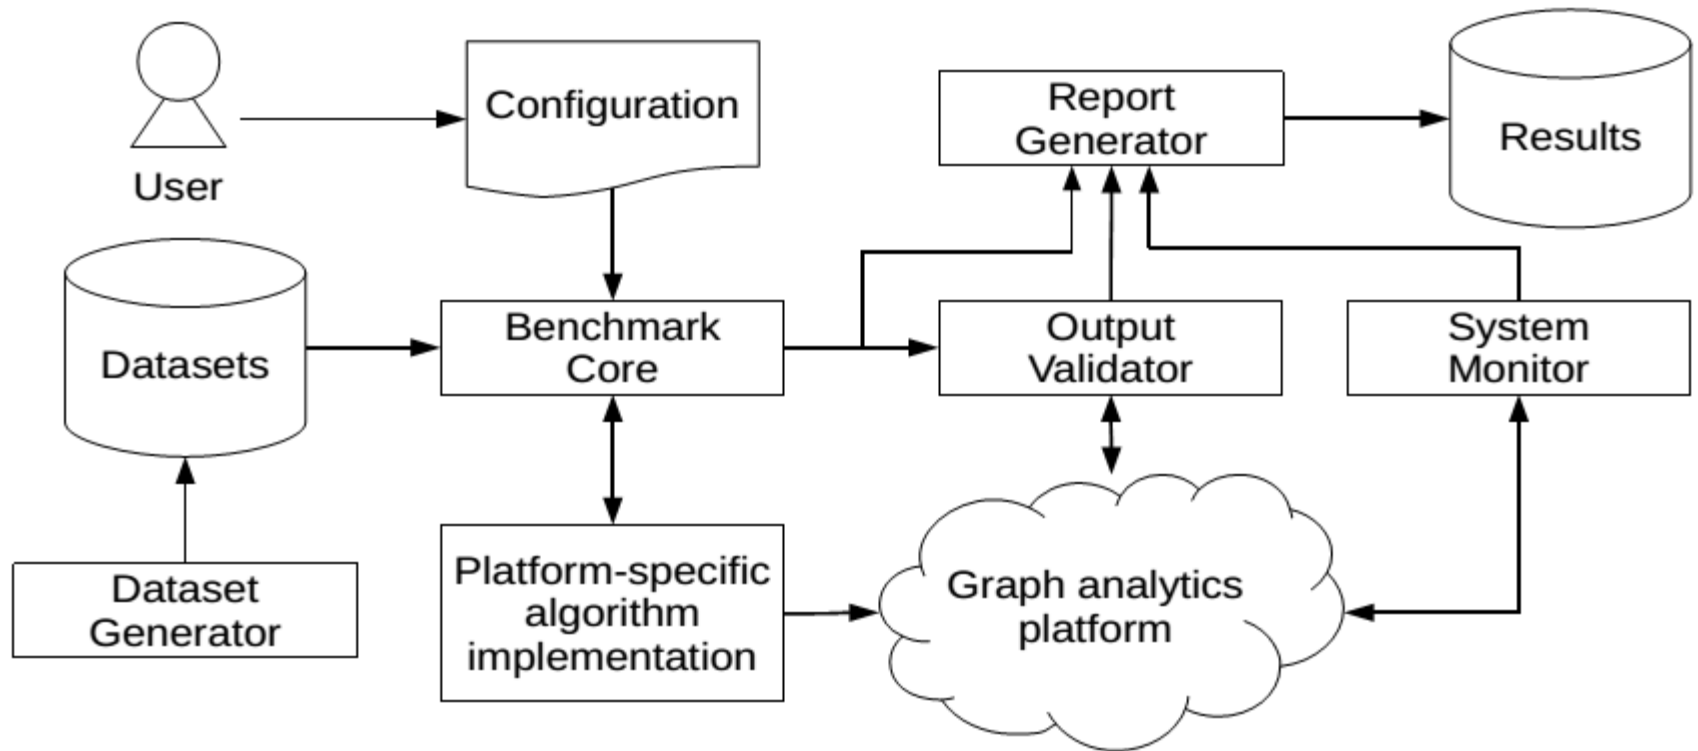 User
Configuration
Report
Generator
Results
Datasets
Benchmark
Core
Output
Validator
System
Monitor
Dataset
Generator
Platform-specific
algorithm
implementation
Graph analytics
platform